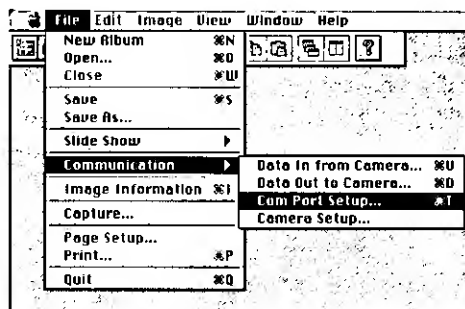 File Edit Image View Window Help
New Album ⌘N
Open... ⌘O
Close ⌘W
Save ⌘S
Save As...
Slide Show
Communication
Image Information ⌘I
Capture...
Page Setup...
Print... ⌘P
Quit ⌘Q
Data In from Camera... ⌘U
Data Out to Camera... ⌘D
Com Port Setup... ⌘T
Camera Setup...